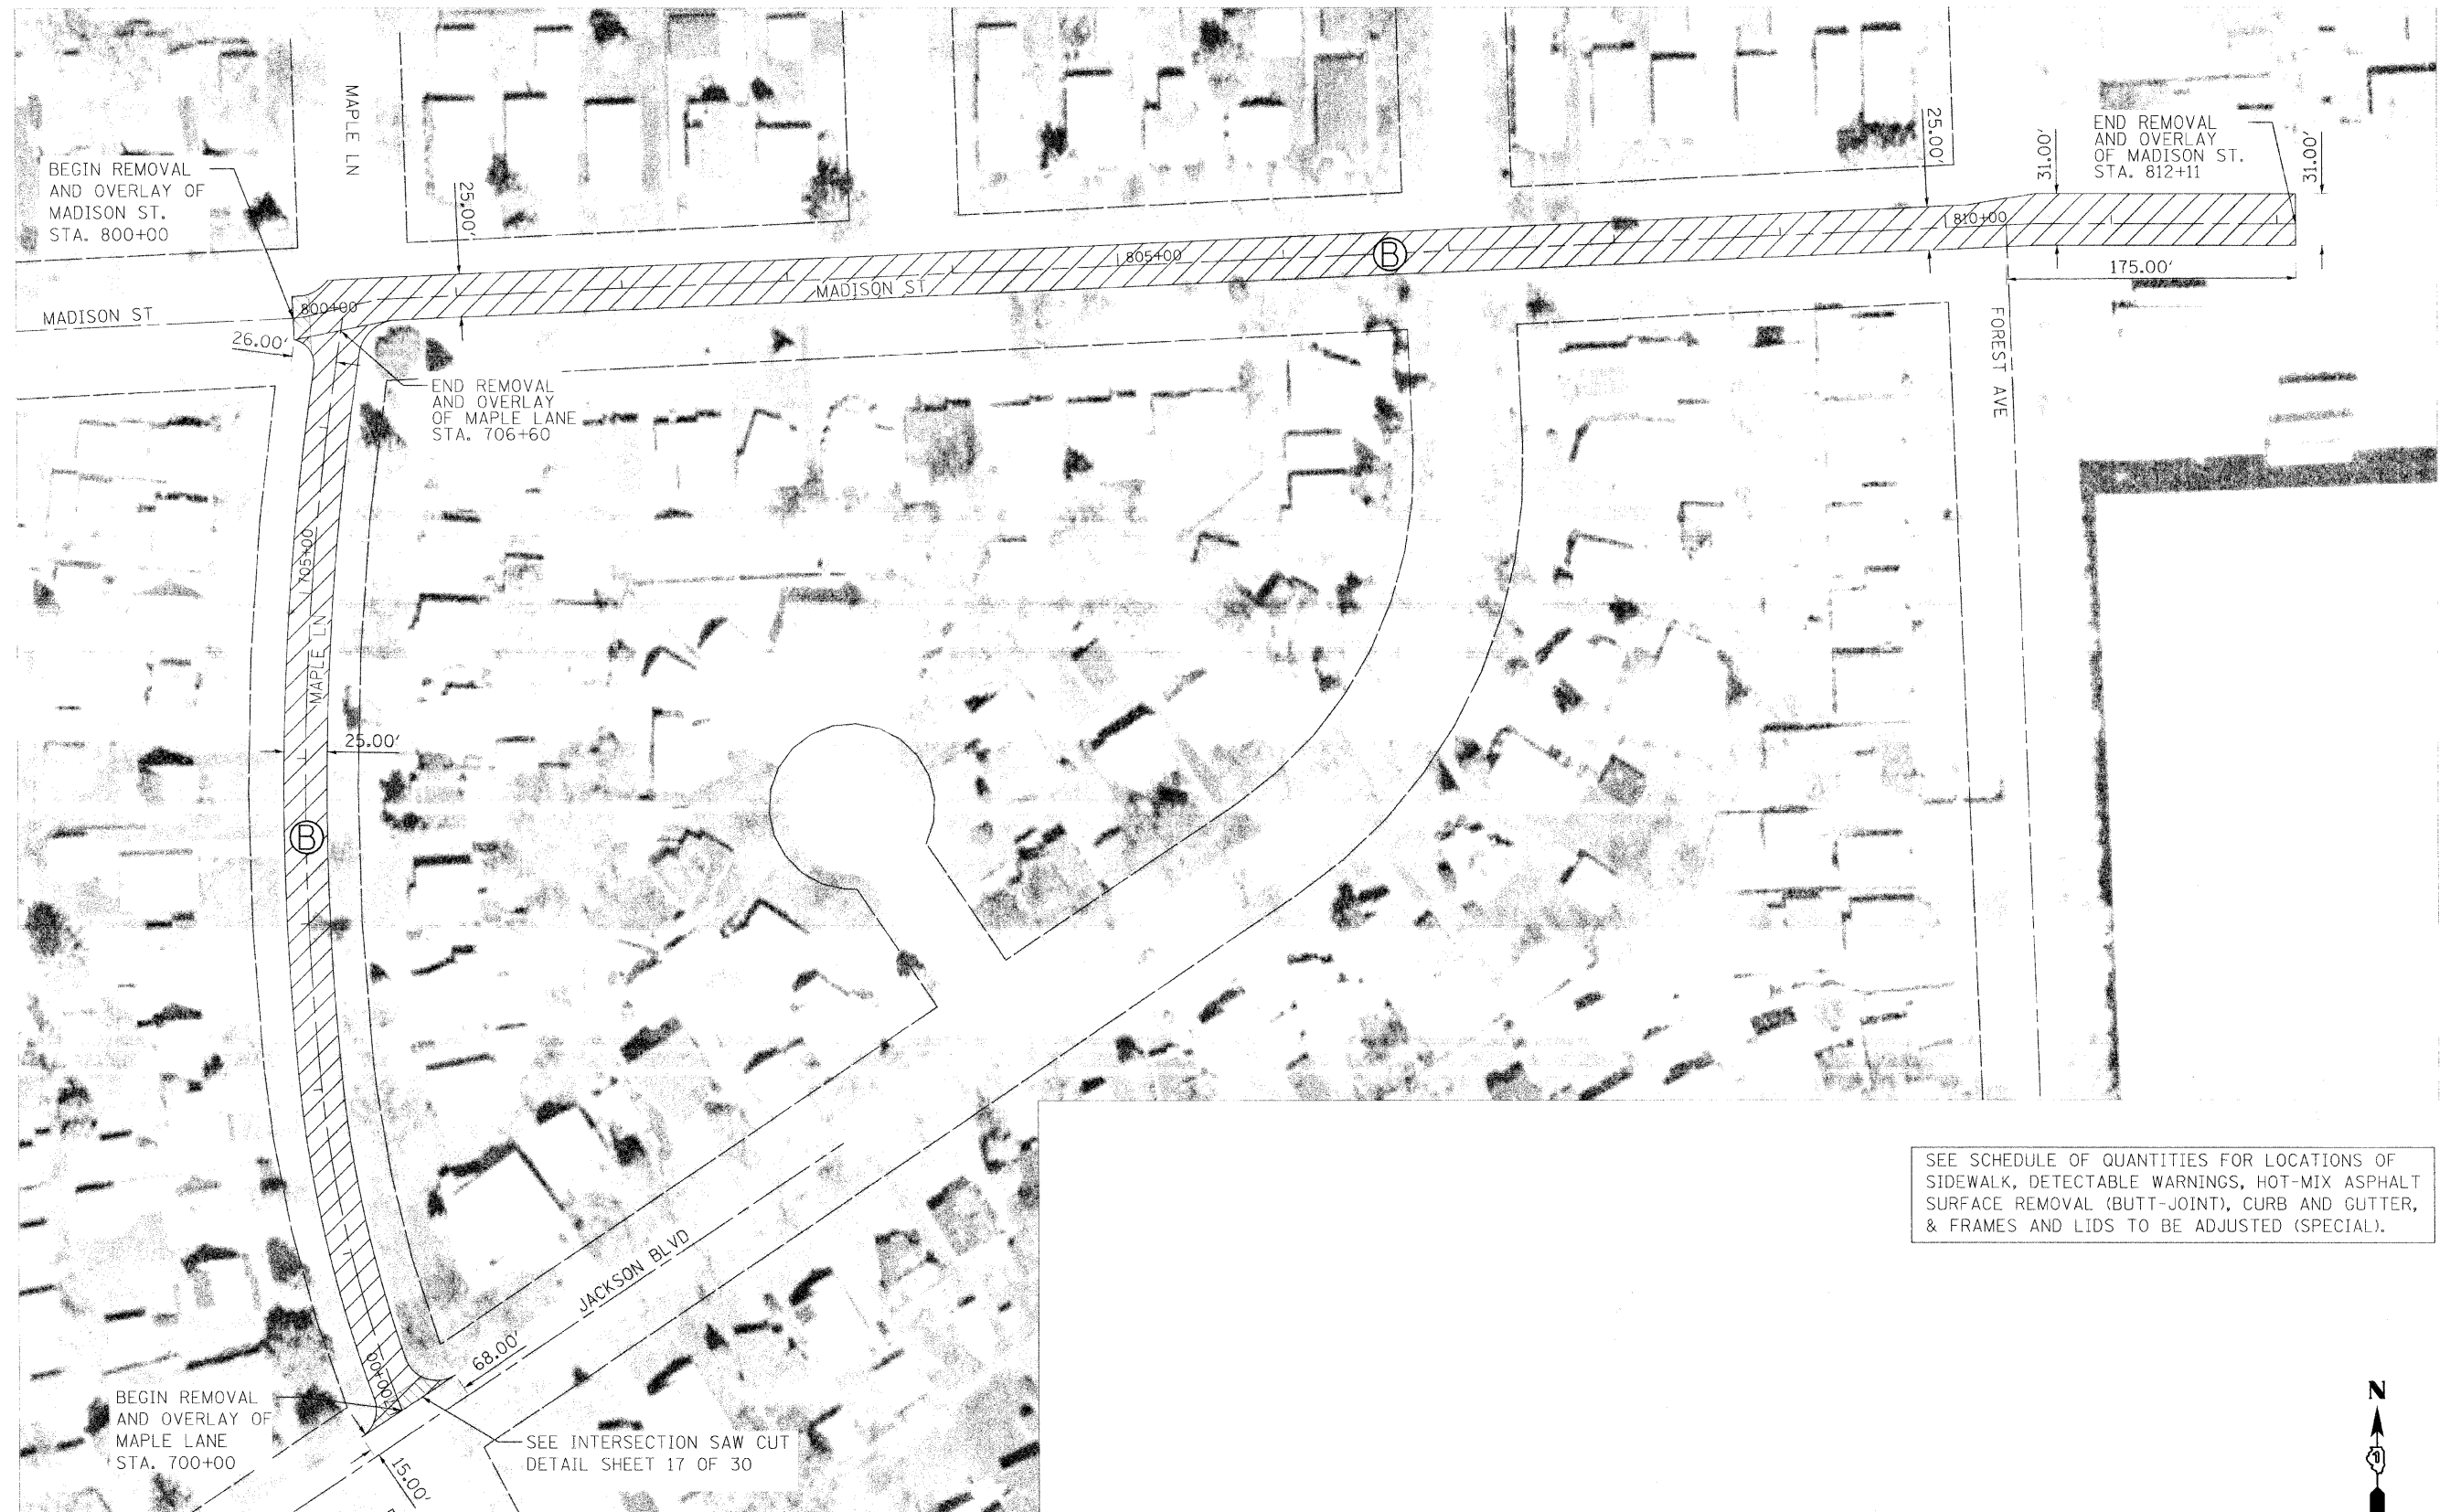 MAPLE LN
BEGIN REMOVAL
AND OVERLAY OF
MADISON ST.
STA. 800+00
25.00'
25.00'
31.00'
END REMOVAL
AND OVERLAY
OF MADISON ST.
STA. 812+11
31.00'
810+00
805+00
B
175.00'
MADISON ST
800+00
MADISON ST
26.00'
FOREST AVE
END REMOVAL
AND OVERLAY
OF MAPLE LANE
STA. 706+60
705+00
MAPLE LN
25.00'
B
SEE SCHEDULE OF QUANTITIES FOR LOCATIONS OF
SIDEWALK, DETECTABLE WARNINGS, HOT-MIX ASPHALT
SURFACE REMOVAL (BUTT-JOINT), CURB AND GUTTER,
& FRAMES AND LIDS TO BE ADJUSTED (SPECIAL).
JACKSON BLVD
68.00'
700+00
BEGIN REMOVAL
AND OVERLAY OF
MAPLE LANE
STA. 700+00
SEE INTERSECTION SAW CUT
DETAIL SHEET 17 OF 30
15.00'
N